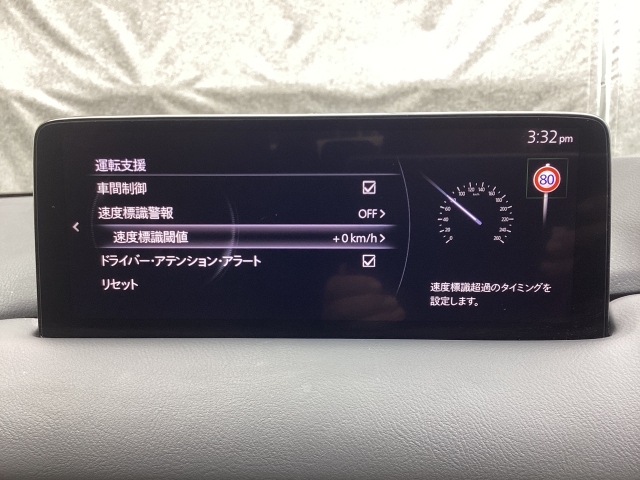 3:32 pm
運転支援
車間制御
速度標識警報 OFF
速度標識閾値 +0 km/h
ドライバー・アテンション・アラート
リセット
80
速度標識超過のタイミングを
設定します。